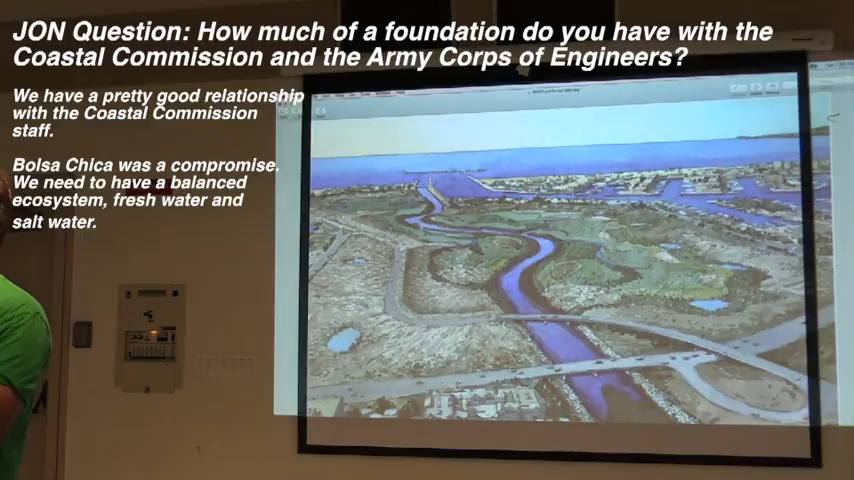 JON Question: How much of a foundation do you have with the
Coastal Commission and the Army Corps of Engineers?
We have a pretty good relationship
with the Coastal Commission
staff.
Bolsa Chica was a compromise.
We need to have a balanced
ecosystem, fresh water and
salt water.